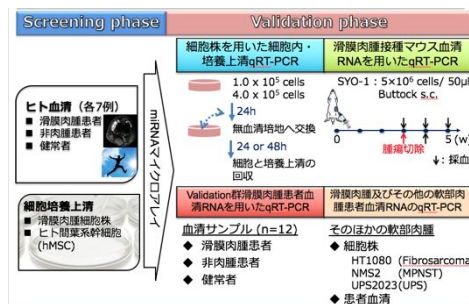 Screening phase
Validation phase
ヒト血清 (各7例)
■ 滑膜肉腫患者
■ 非肉腫患者
■ 健常者
細胞培養上清
■ 滑膜肉腫細胞株
■ ヒト間葉系幹細胞
(hMSC)
miRNAマイクロアレイ
細胞株を用いた細胞内・
培養上清qRT-PCR
1.0 x 10⁵ cells
4.0 x 10⁵ cells
24h
無血清培地へ交換
24 or 48h
細胞と培養上清の
回収
滑膜肉腫接種マウス血清
RNAを用いたqRT-PCR
SYO-1 : 5×10⁶ cells/ 50μl
Buttock s.c.
0
5 (w)
腫瘍切除
↓: 採血
Validation群滑膜肉腫患者血
清RNAを用いたqRT-PCR
血清サンプル (n=12)
◆ 滑膜肉腫患者
◆ 非肉腫患者
◆ 健常者
滑膜肉腫及びその他の軟部肉
腫患者血清RNAのqRT-PCR
そのほかの軟部肉腫
◆ 細胞株
HT1080 (Fibrosarcoma)
NMS2 (MPNST)
UPS2023(UPS)
◆ 患者血清